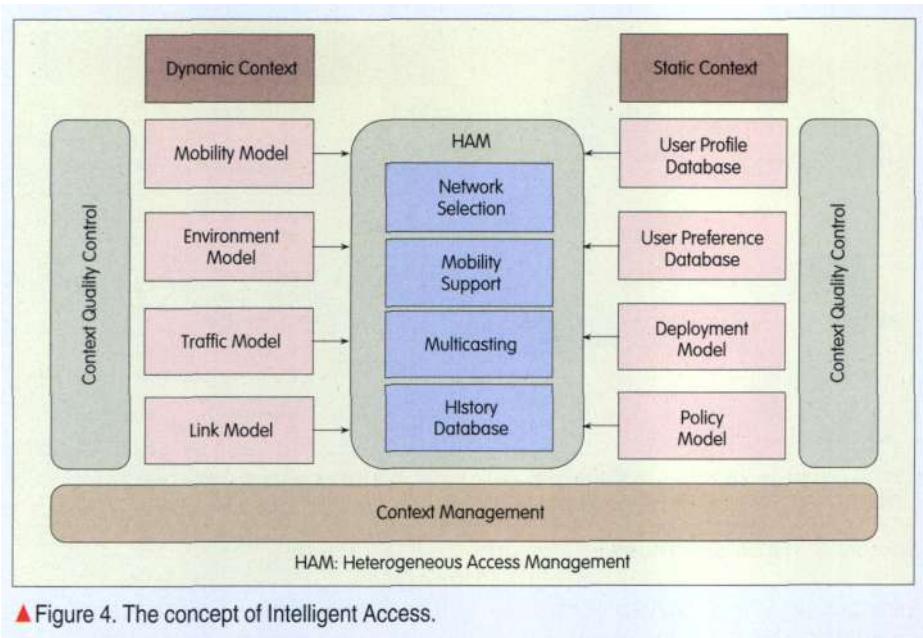 Dynamic Context
Static Context
Context Quality Control
Mobility Model
Environment
Model
Traffic Model
Link Model
HAM
Network
Selection
Mobility
Support
Multicasting
HIstory
Database
User Profile
Database
User Preference
Database
Deployment
Model
Policy
Model
Context Quality Control
Context Management
HAM: Heterogeneous Access Management
▲Figure 4. The concept of Intelligent Access.